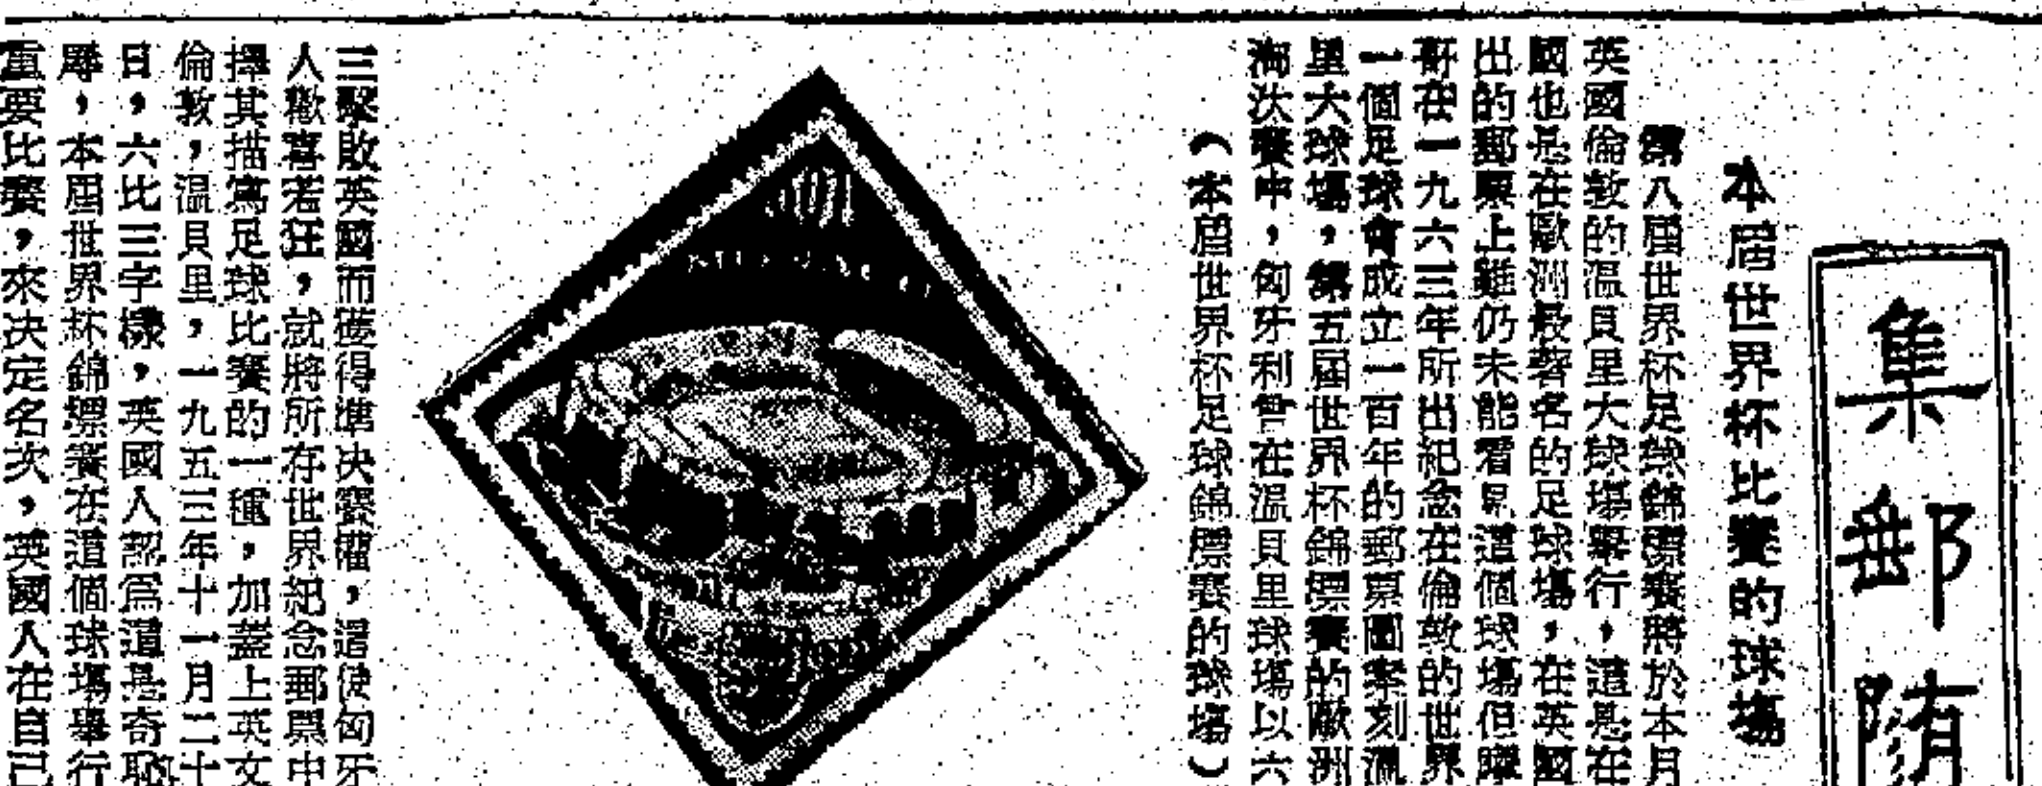 集郵隨
本屆世界杯比賽的球場
第八屆世界杯足球錦標賽將於本月
英國倫敦的溫貝里大球場舉行，這是在
國也是在歐洲最著名的足球場，在英國
出的郵票上雖仍未能看見這個球場但摩
哥在一九六三年所出紀念在倫敦的世界
一個足球會成立一百年的郵票圖案刻溫
里大球場，第五屆世界杯錦標賽的歐洲
淘汰賽中，匈牙利曾在溫貝里球場以六
（本屆世界杯足球錦標賽的球場）
三擊敗英國而獲得準决賽權，這使匈牙
人歡喜若狂，就將所存世界紀念郵票中
擇其描寫足球比賽的一種，加蓋上英文
倫敦，溫貝里，一九五三年十一月二十
日，六比三字樣，英國人認爲這是奇恥
辱，本屆世界杯錦標賽在這個球場舉行
重要比賽，來決定名次，英國人在自己